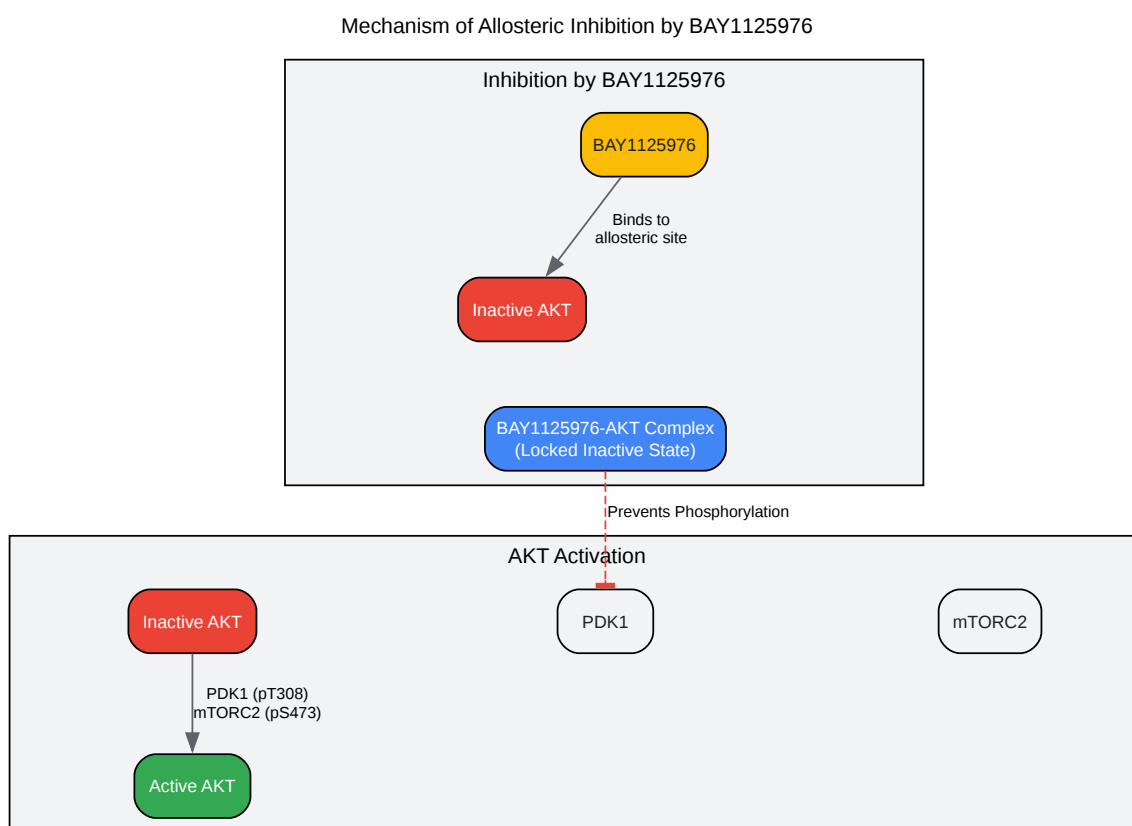 Mechanism of Allosteric Inhibition by BAY1125976
Inhibition by BAY1125976
BAY1125976
Binds to
allosteric site
Inactive AKT
BAY1125976-AKT Complex
(Locked Inactive State)
Prevents Phosphorylation
AKT Activation
Inactive AKT
PDK1
mTORC2
PDK1 (pT308)
mTORC2 (pS473)
Active AKT